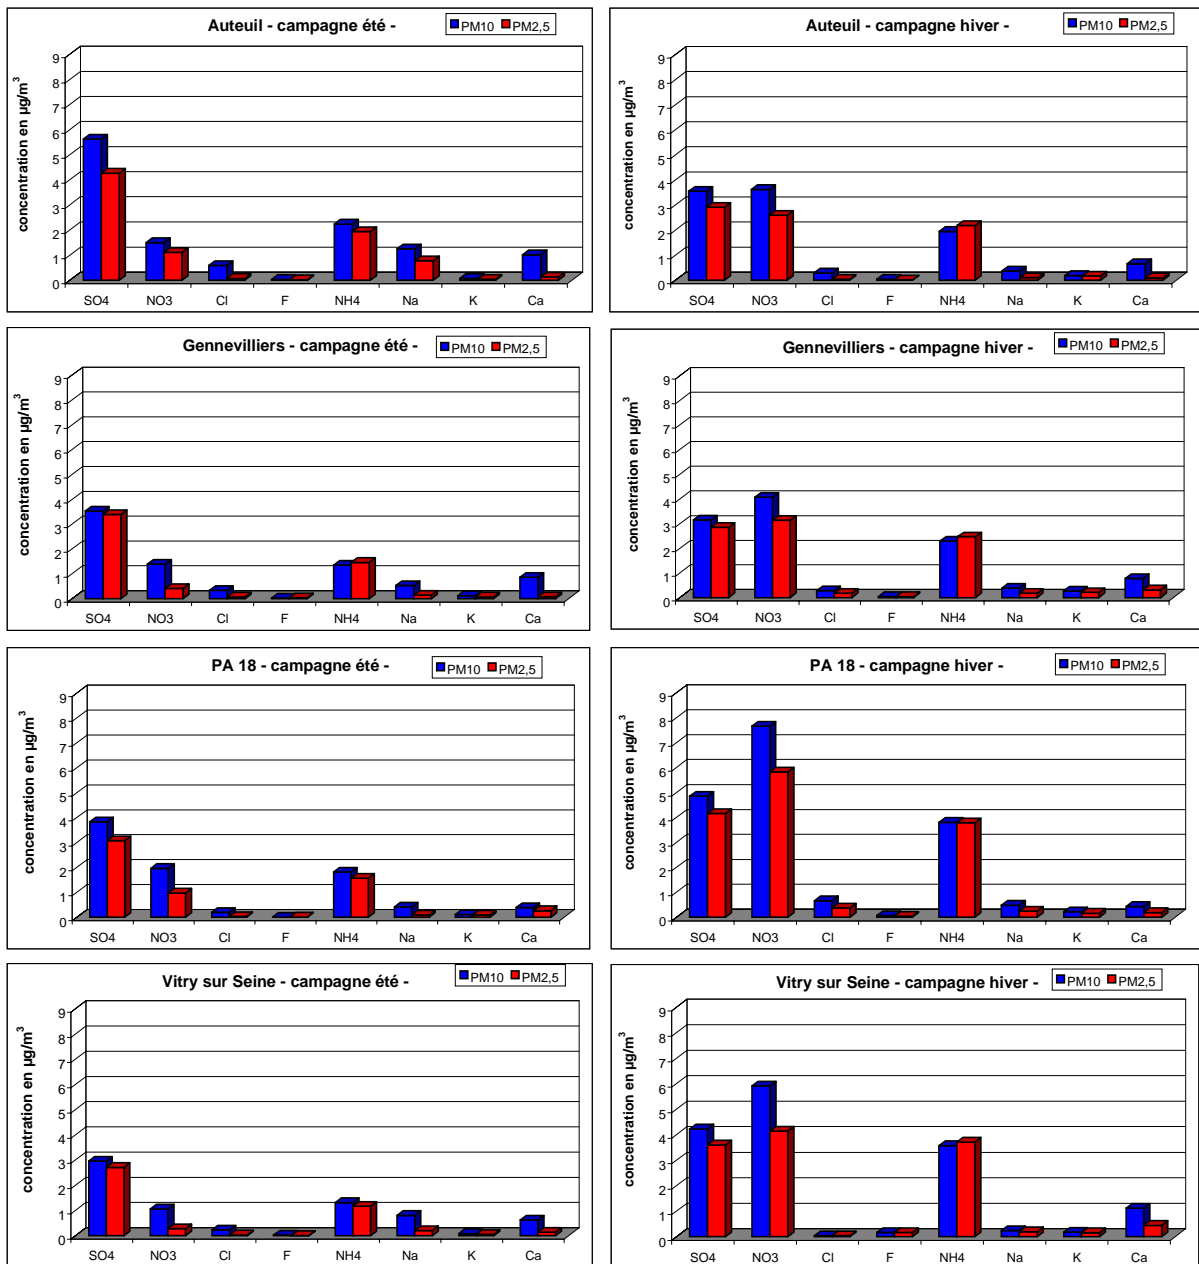 Auteuil - campagne été -
PM10 PM2,5
concentration en µg/m³
9
8
7
6
5
4
3
2
1
0
SO4 NO3 Cl F NH4 Na K Ca
Auteuil - campagne hiver -
PM10 PM2,5
concentration en µg/m³
9
8
7
6
5
4
3
2
1
0
SO4 NO3 Cl F NH4 Na K Ca
Gennevilliers - campagne été -
PM10 PM2,5
concentration en µg/m³
9
8
7
6
5
4
3
2
1
0
SO4 NO3 Cl F NH4 Na K Ca
Gennevilliers - campagne hiver -
PM10 PM2,5
concentration en µg/m³
9
8
7
6
5
4
3
2
1
0
SO4 NO3 Cl F NH4 Na K Ca
PA 18 - campagne été -
PM10 PM2,5
concentration en µg/m³
9
8
7
6
5
4
3
2
1
0
SO4 NO3 Cl F NH4 Na K Ca
PA 18 - campagne hiver -
PM10 PM2,5
concentration en µg/m³
9
8
7
6
5
4
3
2
1
0
SO4 NO3 Cl F NH4 Na K Ca
Vitry sur Seine - campagne été -
PM10 PM2,5
concentration en µg/m³
9
8
7
6
5
4
3
2
1
0
SO4 NO3 Cl F NH4 Na K Ca
Vitry sur Seine - campagne hiver -
PM10 PM2,5
concentration en µg/m³
9
8
7
6
5
4
3
2
1
0
SO4 NO3 Cl F NH4 Na K Ca